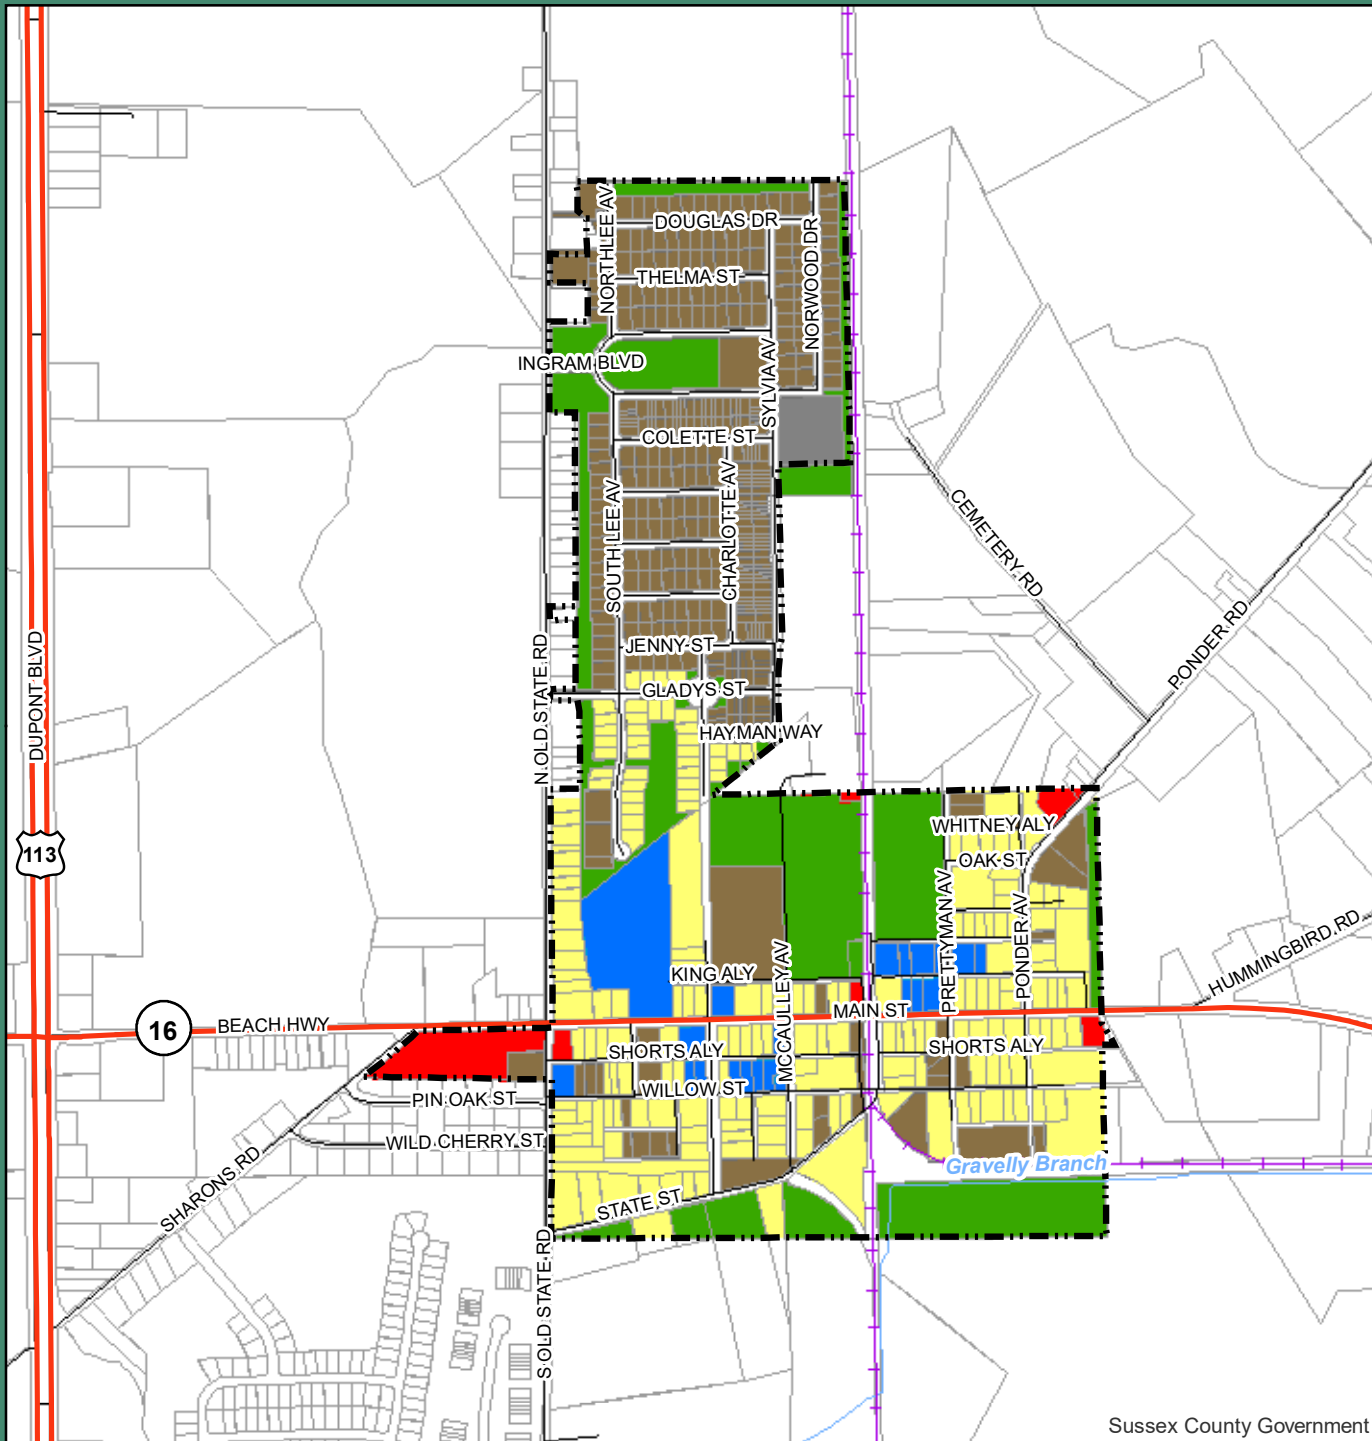 NORTHLEE AV
DOUGLAS DR
NORWOOD DR
THELMA ST
INGRAM BLVD
SYLVIA AV
COLETTE ST
CHARLOTTE AV
SOUTH LEE AV
CEMETERY RD
PONDER RD
JENNY ST
GLADYS ST
N OLD STATE RD
DUPONT BLVD
HAYMAN WAY
113
WHITNEY ALY
OAK ST
PRETTYMAN AV
PONDER AV
KING ALY
MCCAULLEY AV
HUMMINGBIRD RD
16
BEACH HWY
MAIN ST
SHORTS ALY
SHORTS ALY
WILLOW ST
PIN OAK ST
WILD CHERRY ST
SHARONS RD
Gravelly Branch
STATE ST
S OLD STATE RD
Sussex County Government